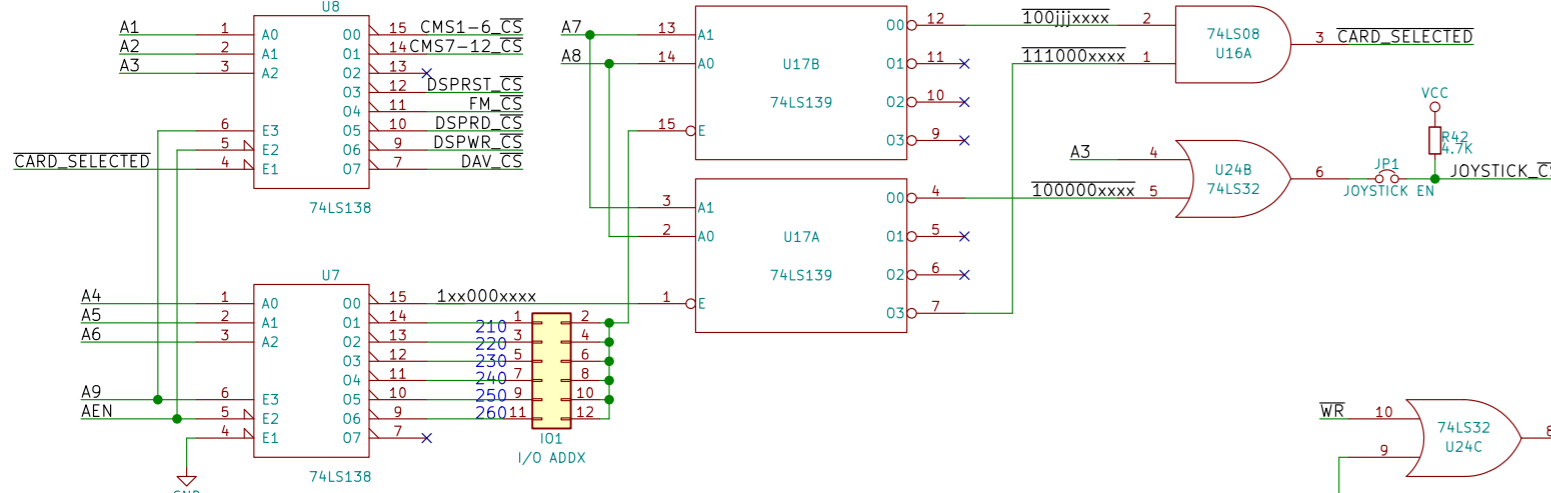 U8
A1 1 A0 O0 15 CMS1-6_CS
A2 2 A1 O1 14 CMS7-12_CS
A3 3 A2 O2 13
O3 12 DSPRST_CS
O4 11 FM_CS
6 E3 O5 10 DSPRD_CS
5 E2 O6 9 DSPWR_CS
CARD_SELECTED 4 E1 O7 7 DAV_CS
74LS138
U7
A4 1 A0 O0 15 1xx000xxxx
A5 2 A1 O1 14 210 1 2
A6 3 A2 O2 13 220 3 4
O3 12 230 5 6
O4 11 240 7 8
A9 6 E3 O5 10 250 9 10
AEN 5 E2 O6 9 260 11 12
4 E1 O7 7
IO1
I/O ADDX
74LS138
A7 13 A1 O0 12 100jjjxxxx
A8 14 A0 O1 11 111000xxxx
U17B
74LS139
O2 10
15 E O3 9
3 A1 O0 4 100000xxxx
2 A0 O1 5
U17A
74LS139
O2 6
1 E O3 7
2
74LS08
U16A
1
3 CARD_SELECTED
VCC
R42
4.7K
A3 4
U24B
74LS32
5
6
JP1
JOYSTICK EN
WR 10
74LS32
U24C
9